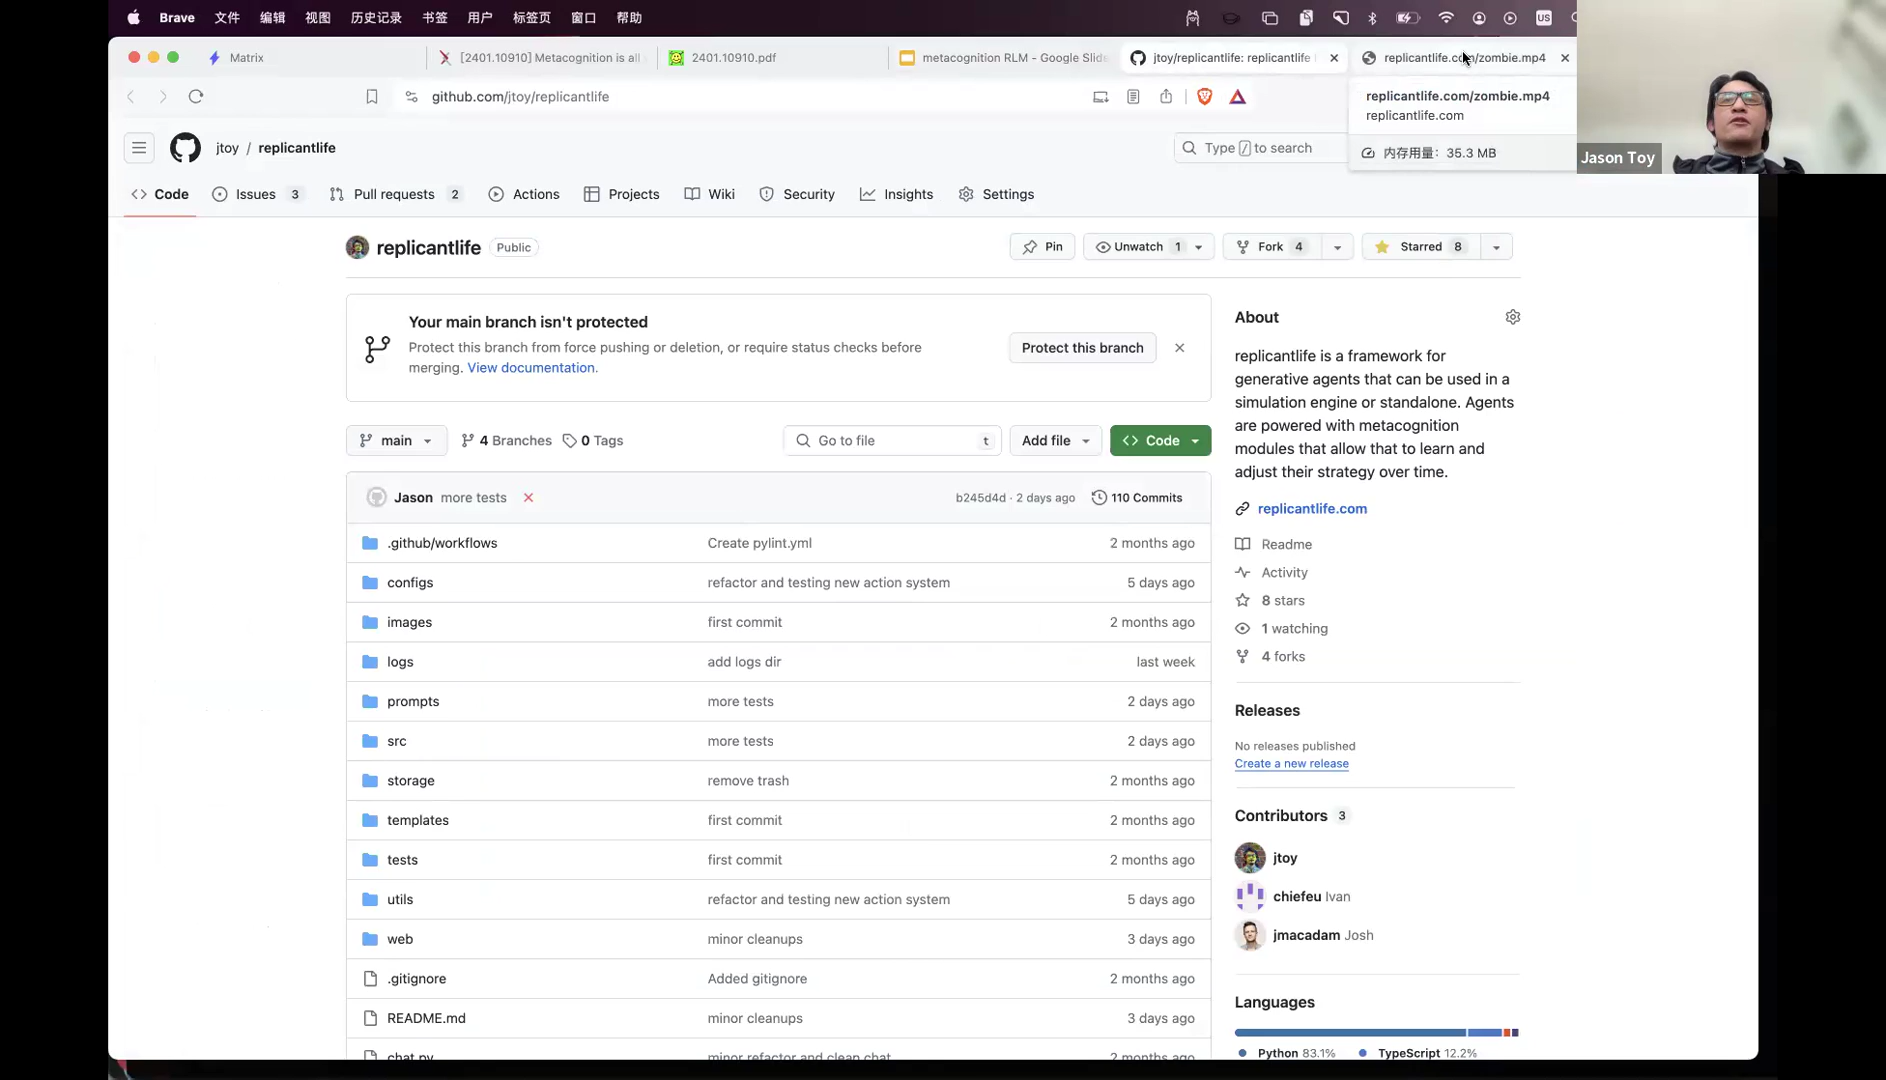 Brave 文件 编辑 视图 历史记录 书签 用户 标签页 窗口 帮助 US
Matrix
[2401.10910] Metacognition is all
2401.10910.pdf
metacognition RLM - Google Slide
jtoy/replicantlife: replicantlife
replicantlife.com/zombie.mp4
github.com/jtoy/replicantlife
replicantlife.com/zombie.mp4
replicantlife.com
内存用量： 35.3 MB
Jason Toy
jtoy / replicantlife
Type / to search
Code
Issues 3
Pull requests 2
Actions
Projects
Wiki
Security
Insights
Settings
replicantlife Public
Pin
Unwatch 1
Fork 4
Starred 8
Your main branch isn't protected
Protect this branch from force pushing or deletion, or require status checks before
merging. View documentation.
Protect this branch
main
4 Branches
0 Tags
Go to file t
Add file
Code
Jason more tests b245d4d · 2 days ago 110 Commits
.github/workflows Create pylint.yml 2 months ago
configs refactor and testing new action system 5 days ago
images first commit 2 months ago
logs add logs dir last week
prompts more tests 2 days ago
src more tests 2 days ago
storage remove trash 2 months ago
templates first commit 2 months ago
tests first commit 2 months ago
utils refactor and testing new action system 5 days ago
web minor cleanups 3 days ago
.gitignore Added gitignore 2 months ago
README.md minor cleanups 3 days ago
chat.py minor refactor and clean chat 2 months ago
About
replicantlife is a framework for
generative agents that can be used in a
simulation engine or standalone. Agents
are powered with metacognition
modules that allow that to learn and
adjust their strategy over time.
replicantlife.com
Readme
Activity
8 stars
1 watching
4 forks
Releases
No releases published
Create a new release
Contributors 3
jtoy
chiefeu Ivan
jmacadam Josh
Languages
Python 83.1% TypeScript 12.2%